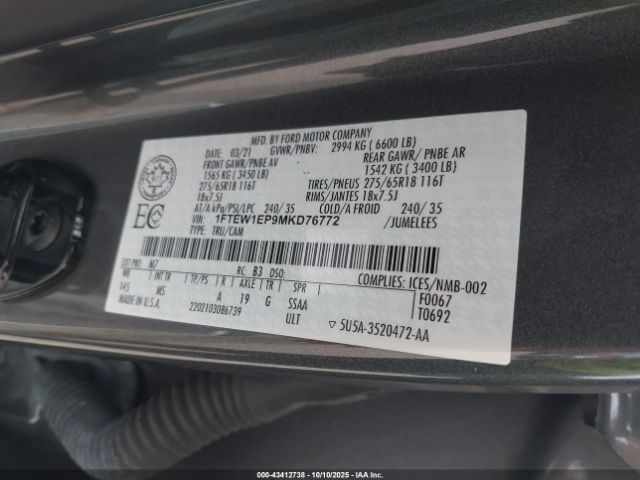 MFD. BY FORD MOTOR COMPANY
DATE: 03/21 GVWR/PNBV: 2994 KG ( 6600 LB)
FRONT GAWR/PNBE AV REAR GAWR/ PNBE AR
1565 KG ( 3450 LB) 1542 KG ( 3400 LB)
275/65R18 116T TIRES/PNEUS 275/65R18 116T
18x7.5J RIMS/JANTES 18x7.5J
AT/A kPa/PSI/LPC 240/ 35 COLD/A FROID 240/ 35
VIN: 1FTEW1EP9MKD76772 /JUMELEES
TYPE: TRU/CAM
EC
COMPLIES: ICES/NMB-002
EXT PNT: M7 RC: B3 DSO: F0067
WB INT TR TP/PS R AXLE TR SPR T0692
145 MS A 19 G SSAA
MADE IN U.S.A. 2202103086739 ULT
▽ 5U5A-3520472-AA
000-43412738 - 10/10/2025 - © IAA Holdings, LLC